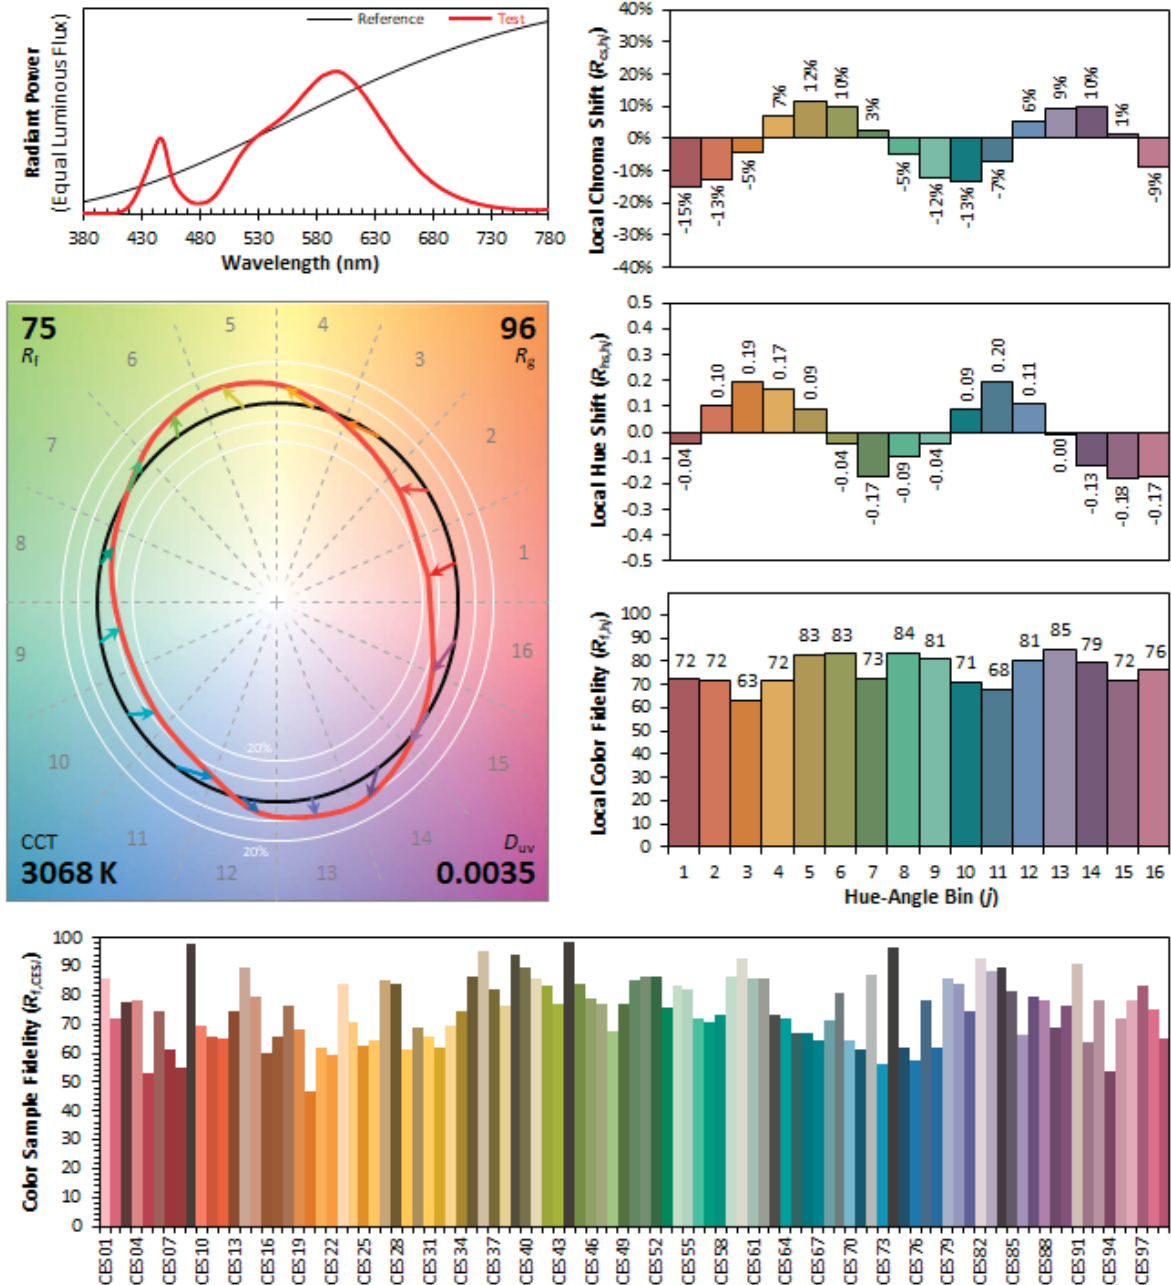 Reference
Test
Radiant Power
(Equal Luminous Flux)
380 430 480 530 580 630 680 730 780
Wavelength (nm)
Local Chroma Shift (Rcs,hj)
40%
30%
20%
10%
0%
-10%
-20%
-30%
-40%
-15% -13% -5% 7% 12% 10% 3% -5% -12% -13% -7% 6% 9% 10% 1% -9%
75
Rf
96
Rg
5 4
6 3
7 2
8 1
9 16
10 15
11 14
12 13
20%
20%
CCT
3068 K
Duv
0.0035
Local Hue Shift (Rhs,hj)
0.5
0.4
0.3
0.2
0.1
0.0
-0.1
-0.2
-0.3
-0.4
-0.5
-0.04 0.10 0.19 0.17 0.09 -0.04 -0.17 -0.09 -0.04 0.09 0.20 0.11 0.00 -0.13 -0.18 -0.17
Local Color Fidelity (Rf,hj)
100
90
80
70
60
50
40
30
20
10
0
72 72 63 72 83 83 73 84 81 71 68 81 85 79 72 76
1 2 3 4 5 6 7 8 9 10 11 12 13 14 15 16
Hue-Angle Bin (j)
Color Sample Fidelity (Rf,CESi)
100
90
80
70
60
50
40
30
20
10
0
CES01 CES04 CES07 CES10 CES13 CES16 CES19 CES22 CES25 CES28 CES31 CES34 CES37 CES40 CES43 CES46 CES49 CES52 CES55 CES58 CES61 CES64 CES67 CES70 CES73 CES76 CES79 CES82 CES85 CES88 CES91 CES94 CES97